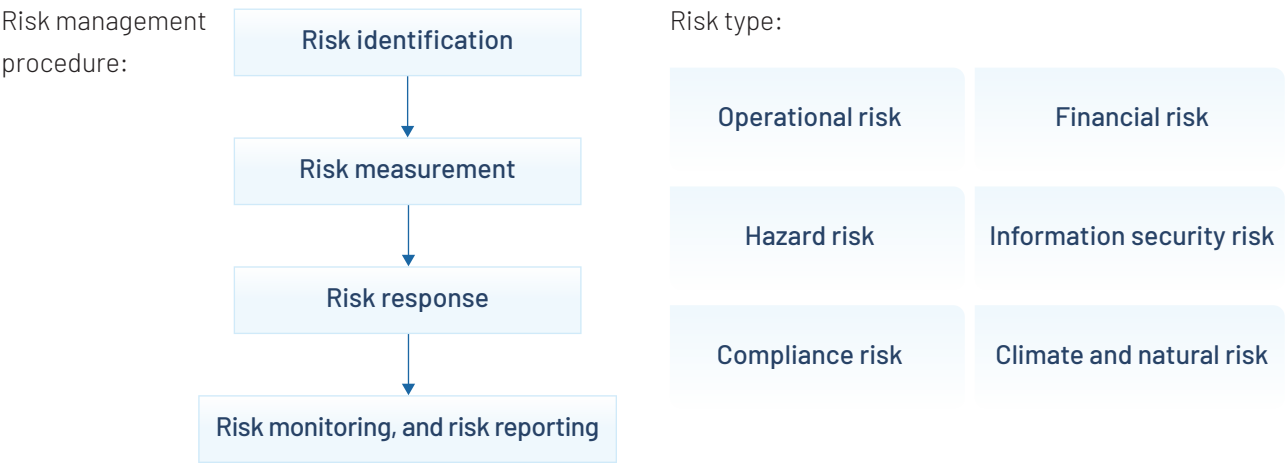 Risk management
procedure:
Risk identification
Risk measurement
Risk response
Risk monitoring, and risk reporting
Risk type:
Operational risk
Financial risk
Hazard risk
Information security risk
Compliance risk
Climate and natural risk